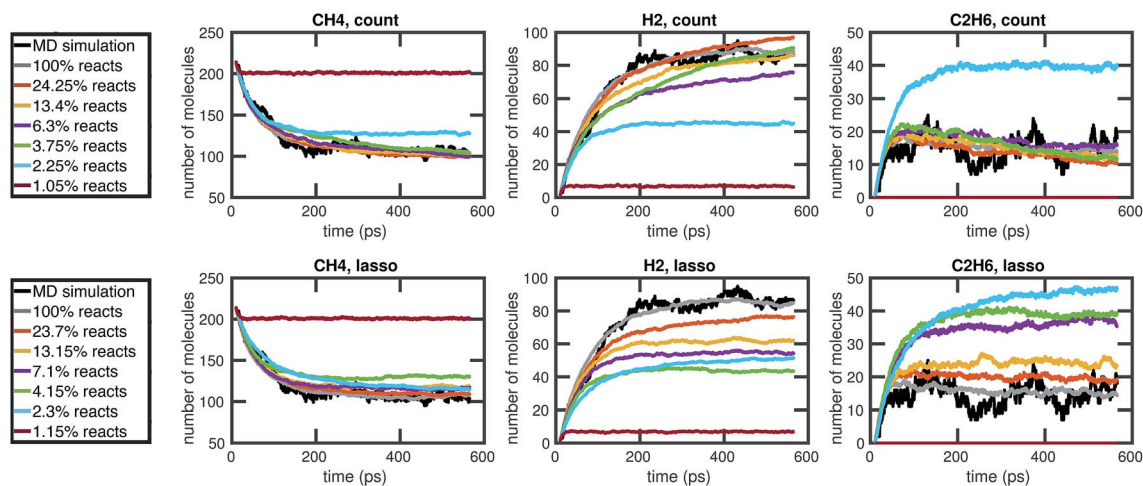 MD simulation
100% reacts
24.25% reacts
13.4% reacts
6.3% reacts
3.75% reacts
2.25% reacts
1.05% reacts
CH4, count
number of molecules
250
200
150
100
50
0
200
400
600
time (ps)
H2, count
number of molecules
100
80
60
40
20
0
0
200
400
600
time (ps)
C2H6, count
number of molecules
50
40
30
20
10
0
0
200
400
600
time (ps)
MD simulation
100% reacts
23.7% reacts
13.15% reacts
7.1% reacts
4.15% reacts
2.3% reacts
1.15% reacts
CH4, lasso
number of molecules
250
200
150
100
50
0
200
400
600
time (ps)
H2, lasso
number of molecules
100
80
60
40
20
0
0
200
400
600
time (ps)
C2H6, lasso
number of molecules
50
40
30
20
10
0
0
200
400
600
time (ps)